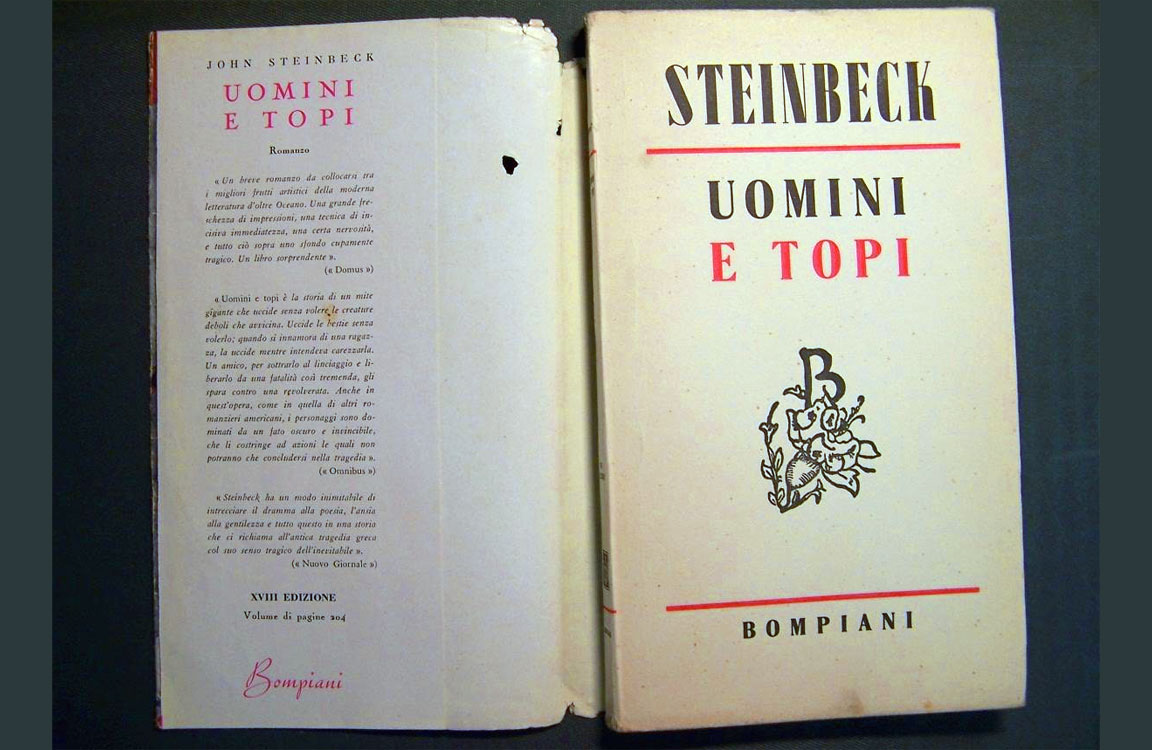 JOHN STEINBECK
UOMINI
E TOPI
Romanzo
« Un breve romanzo da collocarsi tra
i migliori frutti artistici della moderna
letteratura d'oltre Oceano. Una grande fre-
schezza di impressioni, una tecnica di in-
cisiva immediatezza, una certa nervosità,
e tutto ciò sopra uno sfondo cupamente
tragico. Un libro sorprendente ».
(« Domus »)
« Uomini e topi è la storia di un mite
gigante che uccide senza volere le creature
deboli che avvicina. Uccide le bestie senza
volerlo; quando si innamora di una ragaz-
za, la uccide mentre intendeva carezzarla.
Un amico, per sottrarlo al linciaggio e li-
berarlo da una fatalità così tremenda, gli
spara contro una revolverata. Anche in
quest'opera, come in quella di altri ro-
manzieri americani, i personaggi sono do-
minati da un fato oscuro e invincibile,
che li costringe ad azioni le quali non
potranno che concludersi nella tragedia ».
(« Omnibus »)
« Steinbeck ha un modo inimitabile di
intrecciare il dramma alla poesia, l'ansia
alla gentilezza e tutto questo in una storia
che ci richiama all'antica tragedia greca
col suo senso tragico dell'inevitabile ».
(« Nuovo Giornale »)
XVIII EDIZIONE
Volume di pagine 204
Bompiani
STEINBECK
UOMINI
E TOPI
B
BOMPIANI